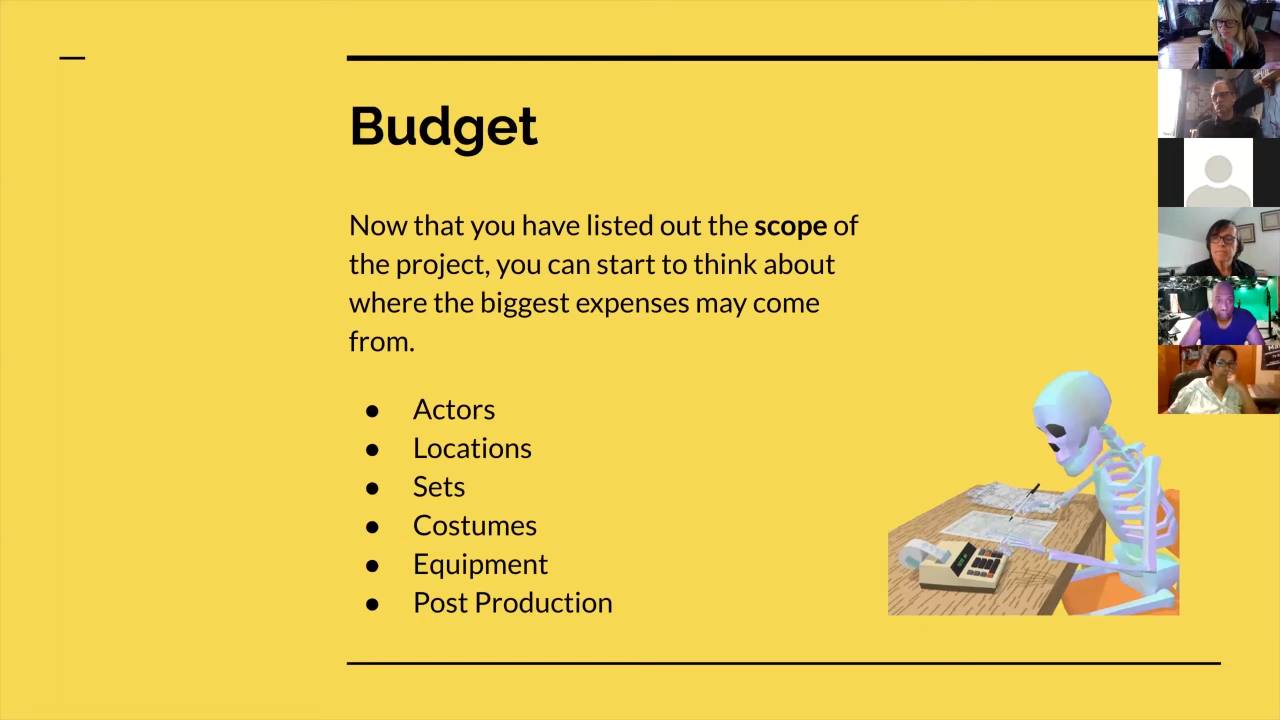 Budget
Now that you have listed out the scope of
the project, you can start to think about
where the biggest expenses may come
from.
● Actors
● Locations
● Sets
● Costumes
● Equipment
● Post Production